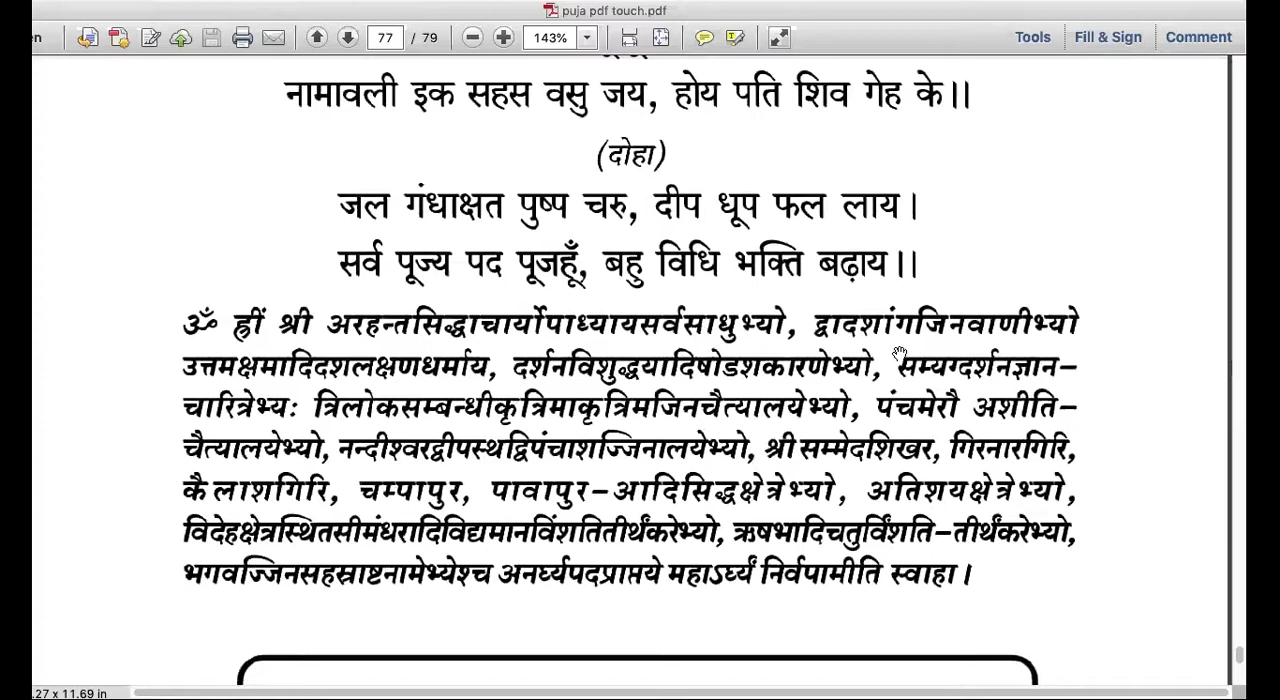 puja pdf touch.pdf
en
77 / 79
143%
Tools
Fill & Sign
Comment
नामावली इक सहस वसु जय, होय पति शिव गेह के।।
(दोहा)
जल गंधाक्षत पुष्प चरु, दीप धूप फल लाय।
सर्व पूज्य पद पूजहूँ, बहु विधि भक्ति बढ़ाय।।
ॐ ह्रीं श्री अरहन्तसिद्धाचार्योपाध्यायसर्वसाधुभ्यो, द्वादशांगजिनवाणीभ्यो
उत्तमक्षमादिदशलक्षणधर्माय, दर्शनविशुद्धयादिषोडशकारणेभ्यो, सम्यग्दर्शनज्ञान-
चारित्रेभ्यः त्रिलोकसम्बन्धीकृत्रिमाकृत्रिमजिनचैत्यालयेभ्यो, पंचमेरौ अशीति-
चैत्यालयेभ्यो, नन्दीश्वरद्वीपस्थद्विपंचाशज्जिनालयेभ्यो, श्री सम्मेदशिखर, गिरनारगिरि,
कैलाशगिरि, चम्पापुर, पावापुर-आदिसिद्धक्षेत्रेभ्यो, अतिशयक्षेत्रेभ्यो,
विदेहक्षेत्रस्थितसीमंधरादिविद्यमानविंशतितीर्थंकरेभ्यो, ऋषभादिचतुर्विंशति-तीर्थंकरेभ्यो,
भगवज्जिनसहस्राष्टनामेभ्येश्च अनर्घ्यपदप्राप्तये महाऽर्घ्यं निर्वपामीति स्वाहा।
.27 x 11.69 in